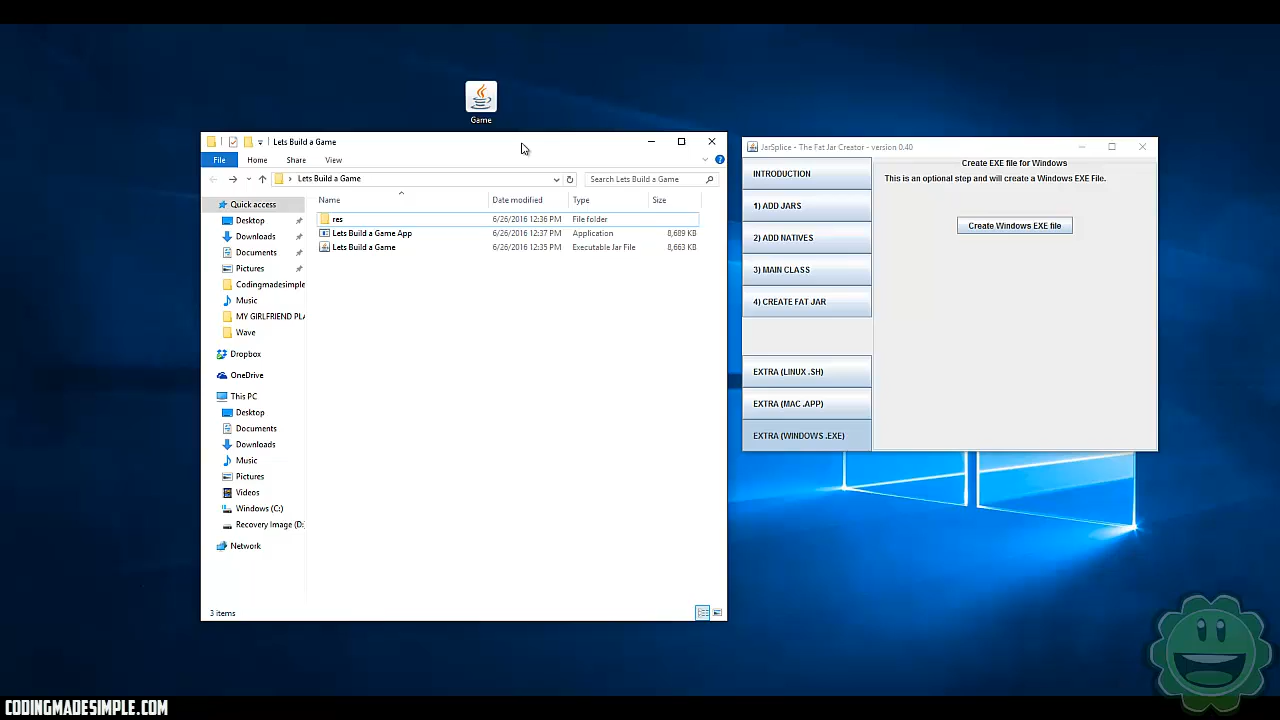 Game
Lets Build a Game
File
Home
Share
View
Lets Build a Game
Search Lets Build a Game
Name
Date modified
Type
Size
res
6/26/2016 12:36 PM
File folder
Lets Build a Game App
6/26/2016 12:37 PM
Application
8,689 KB
Lets Build a Game
6/26/2016 12:35 PM
Executable Jar File
8,663 KB
Quick access
Desktop
Downloads
Documents
Pictures
Codingmadesimple
Music
MY GIRLFRIEND PLA
Wave
Dropbox
OneDrive
This PC
Desktop
Documents
Downloads
Music
Pictures
Videos
Windows (C:)
Recovery Image (D:
Network
3 items
JarSplice - The Fat Jar Creator - version 0.40
INTRODUCTION
1) ADD JARS
2) ADD NATIVES
3) MAIN CLASS
4) CREATE FAT JAR
EXTRA (LINUX .SH)
EXTRA (MAC .APP)
EXTRA (WINDOWS .EXE)
Create EXE file for Windows
This is an optional step and will create a Windows EXE File.
Create Windows EXE file
CODINGMADESIMPLE.COM